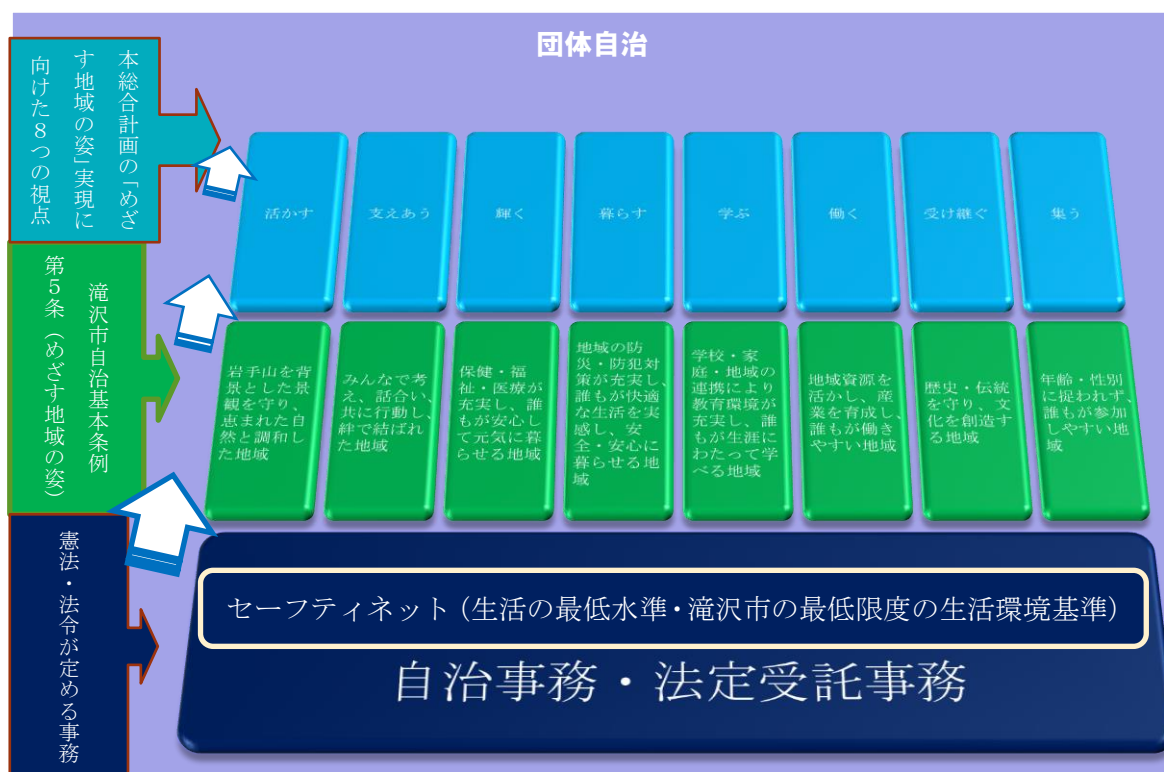 団体自治
本総合計画の「めざ
す地域の姿」実現に
向けた８つの視点
活かす
支えあう
輝く
暮らす
学ぶ
働く
受け継ぐ
集う
滝沢市自治基本条例
第５条（めざす地域の姿）
岩手山を背
景とした景
観を守り、
恵まれた自
然と調和し
た地域
みんなで考
え、話合い、
共に行動し、
絆で結ばれ
た地域
保健・福
祉・医療が
充実し、誰
もが安心し
て元気に暮
らせる地域
地域の防
災・防犯対
策が充実し、
誰もが快適
な生活を実
感し、安
全・安心に
暮らせる地
域
学校・家
庭・地域の
連携により
教育環境が
充実し、誰
もが生涯に
わたって学
べる地域
地域資源を
活かし、産
業を育成し、
誰もが働き
やすい地域
歴史・伝統
を守り、文
化を創造す
る地域
年齢・性別
に捉われず、
誰もが参加
しやすい地
域
憲法・法令が定める事務
セーフティネット（生活の最低水準・滝沢市の最低限度の生活環境基準）
自治事務・法定受託事務